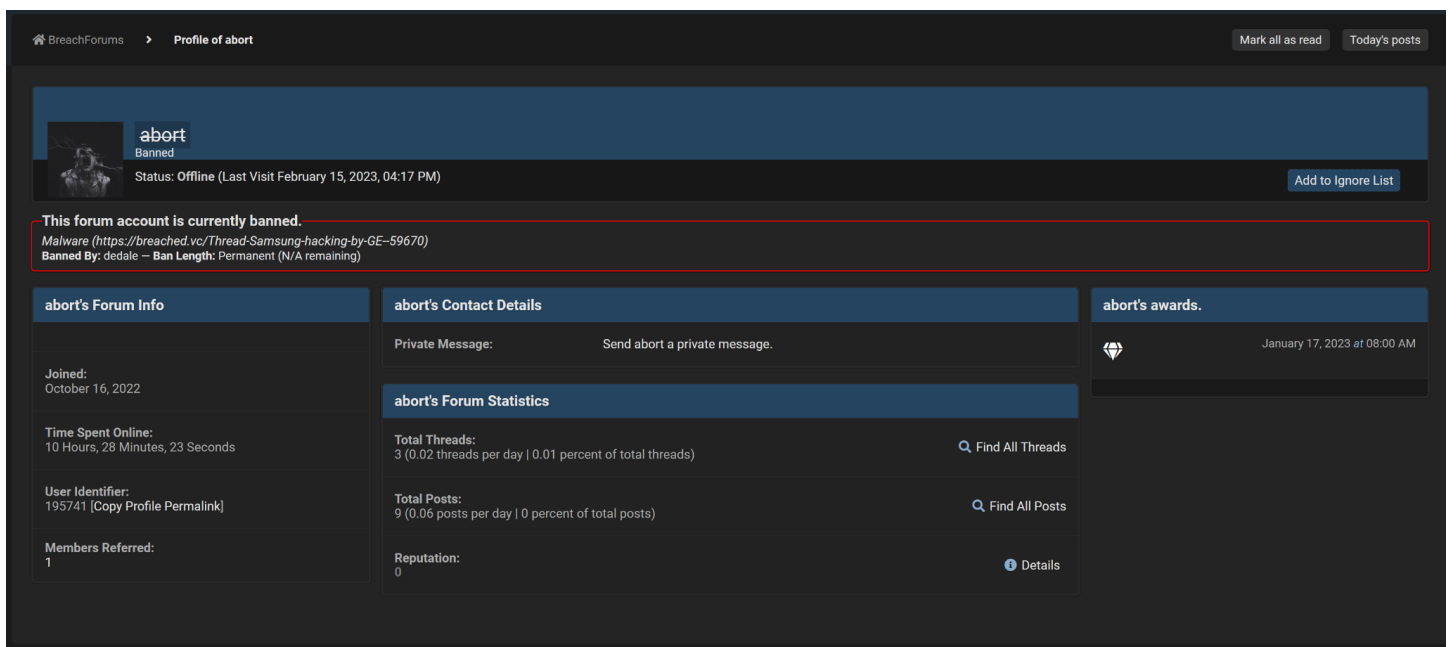 BreachForums > Profile of abort Mark all as read Today's posts
abort
Banned
Status: Offline (Last Visit February 15, 2023, 04:17 PM) Add to Ignore List
This forum account is currently banned.
Malware (https://breached.vc/Thread-Samsung-hacking-by-GE--59670)
Banned By: dedale — Ban Length: Permanent (N/A remaining)
abort's Forum Info
Joined:
October 16, 2022
Time Spent Online:
10 Hours, 28 Minutes, 23 Seconds
User Identifier:
195741 [Copy Profile Permalink]
Members Referred:
1
abort's Contact Details
Private Message: Send abort a private message.
abort's Forum Statistics
Total Threads:
3 (0.02 threads per day | 0.01 percent of total threads) Find All Threads
Total Posts:
9 (0.06 posts per day | 0 percent of total posts) Find All Posts
Reputation:
0 Details
abort's awards.
January 17, 2023 at 08:00 AM